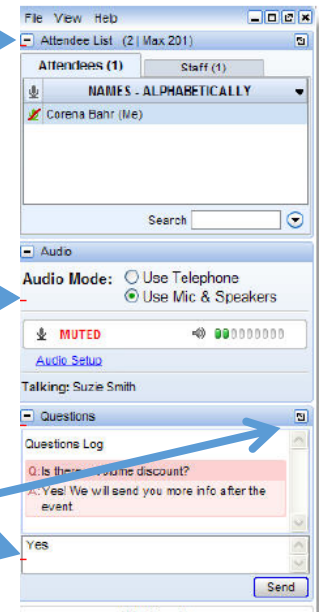 File View Help
Attendee List (2 | Max 201)
Attendees (1) Staff (1)
NAMES - ALPHABETICALLY
Corena Bahr (Me)
Search
Audio
Audio Mode: Use Telephone
Use Mic & Speakers
MUTED
Audio Setup
Talking: Suzie Smith
Questions
Questions Log
Q: Is there volume discount?
A: Yes! We will send you more info after the
event
Yes
Send